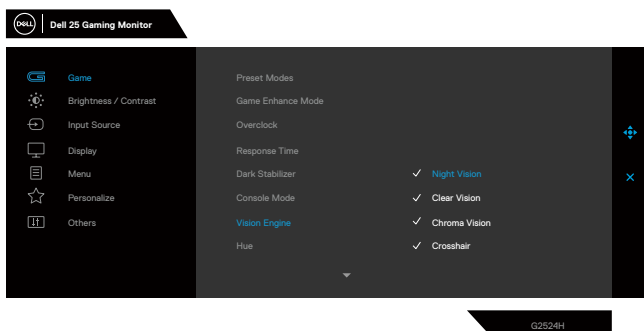 DELL Dell 25 Gaming Monitor
Game
Brightness / Contrast
Input Source
Display
Menu
Personalize
Others
Preset Modes
Game Enhance Mode
Overclock
Response Time
Dark Stabilizer
Console Mode
Vision Engine
Hue
Night Vision
Clear Vision
Chroma Vision
Crosshair
G2524H